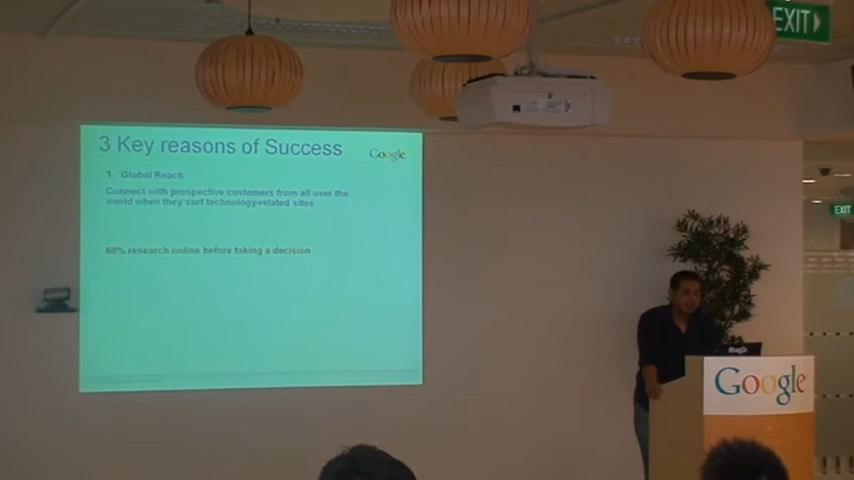 EXIT
3 Key reasons of Success
Google
1. Global Reach
Connect with prospective customers from all over the
world when they surf technology-related sites
68% research online before taking a decision
EXIT
Google
Google